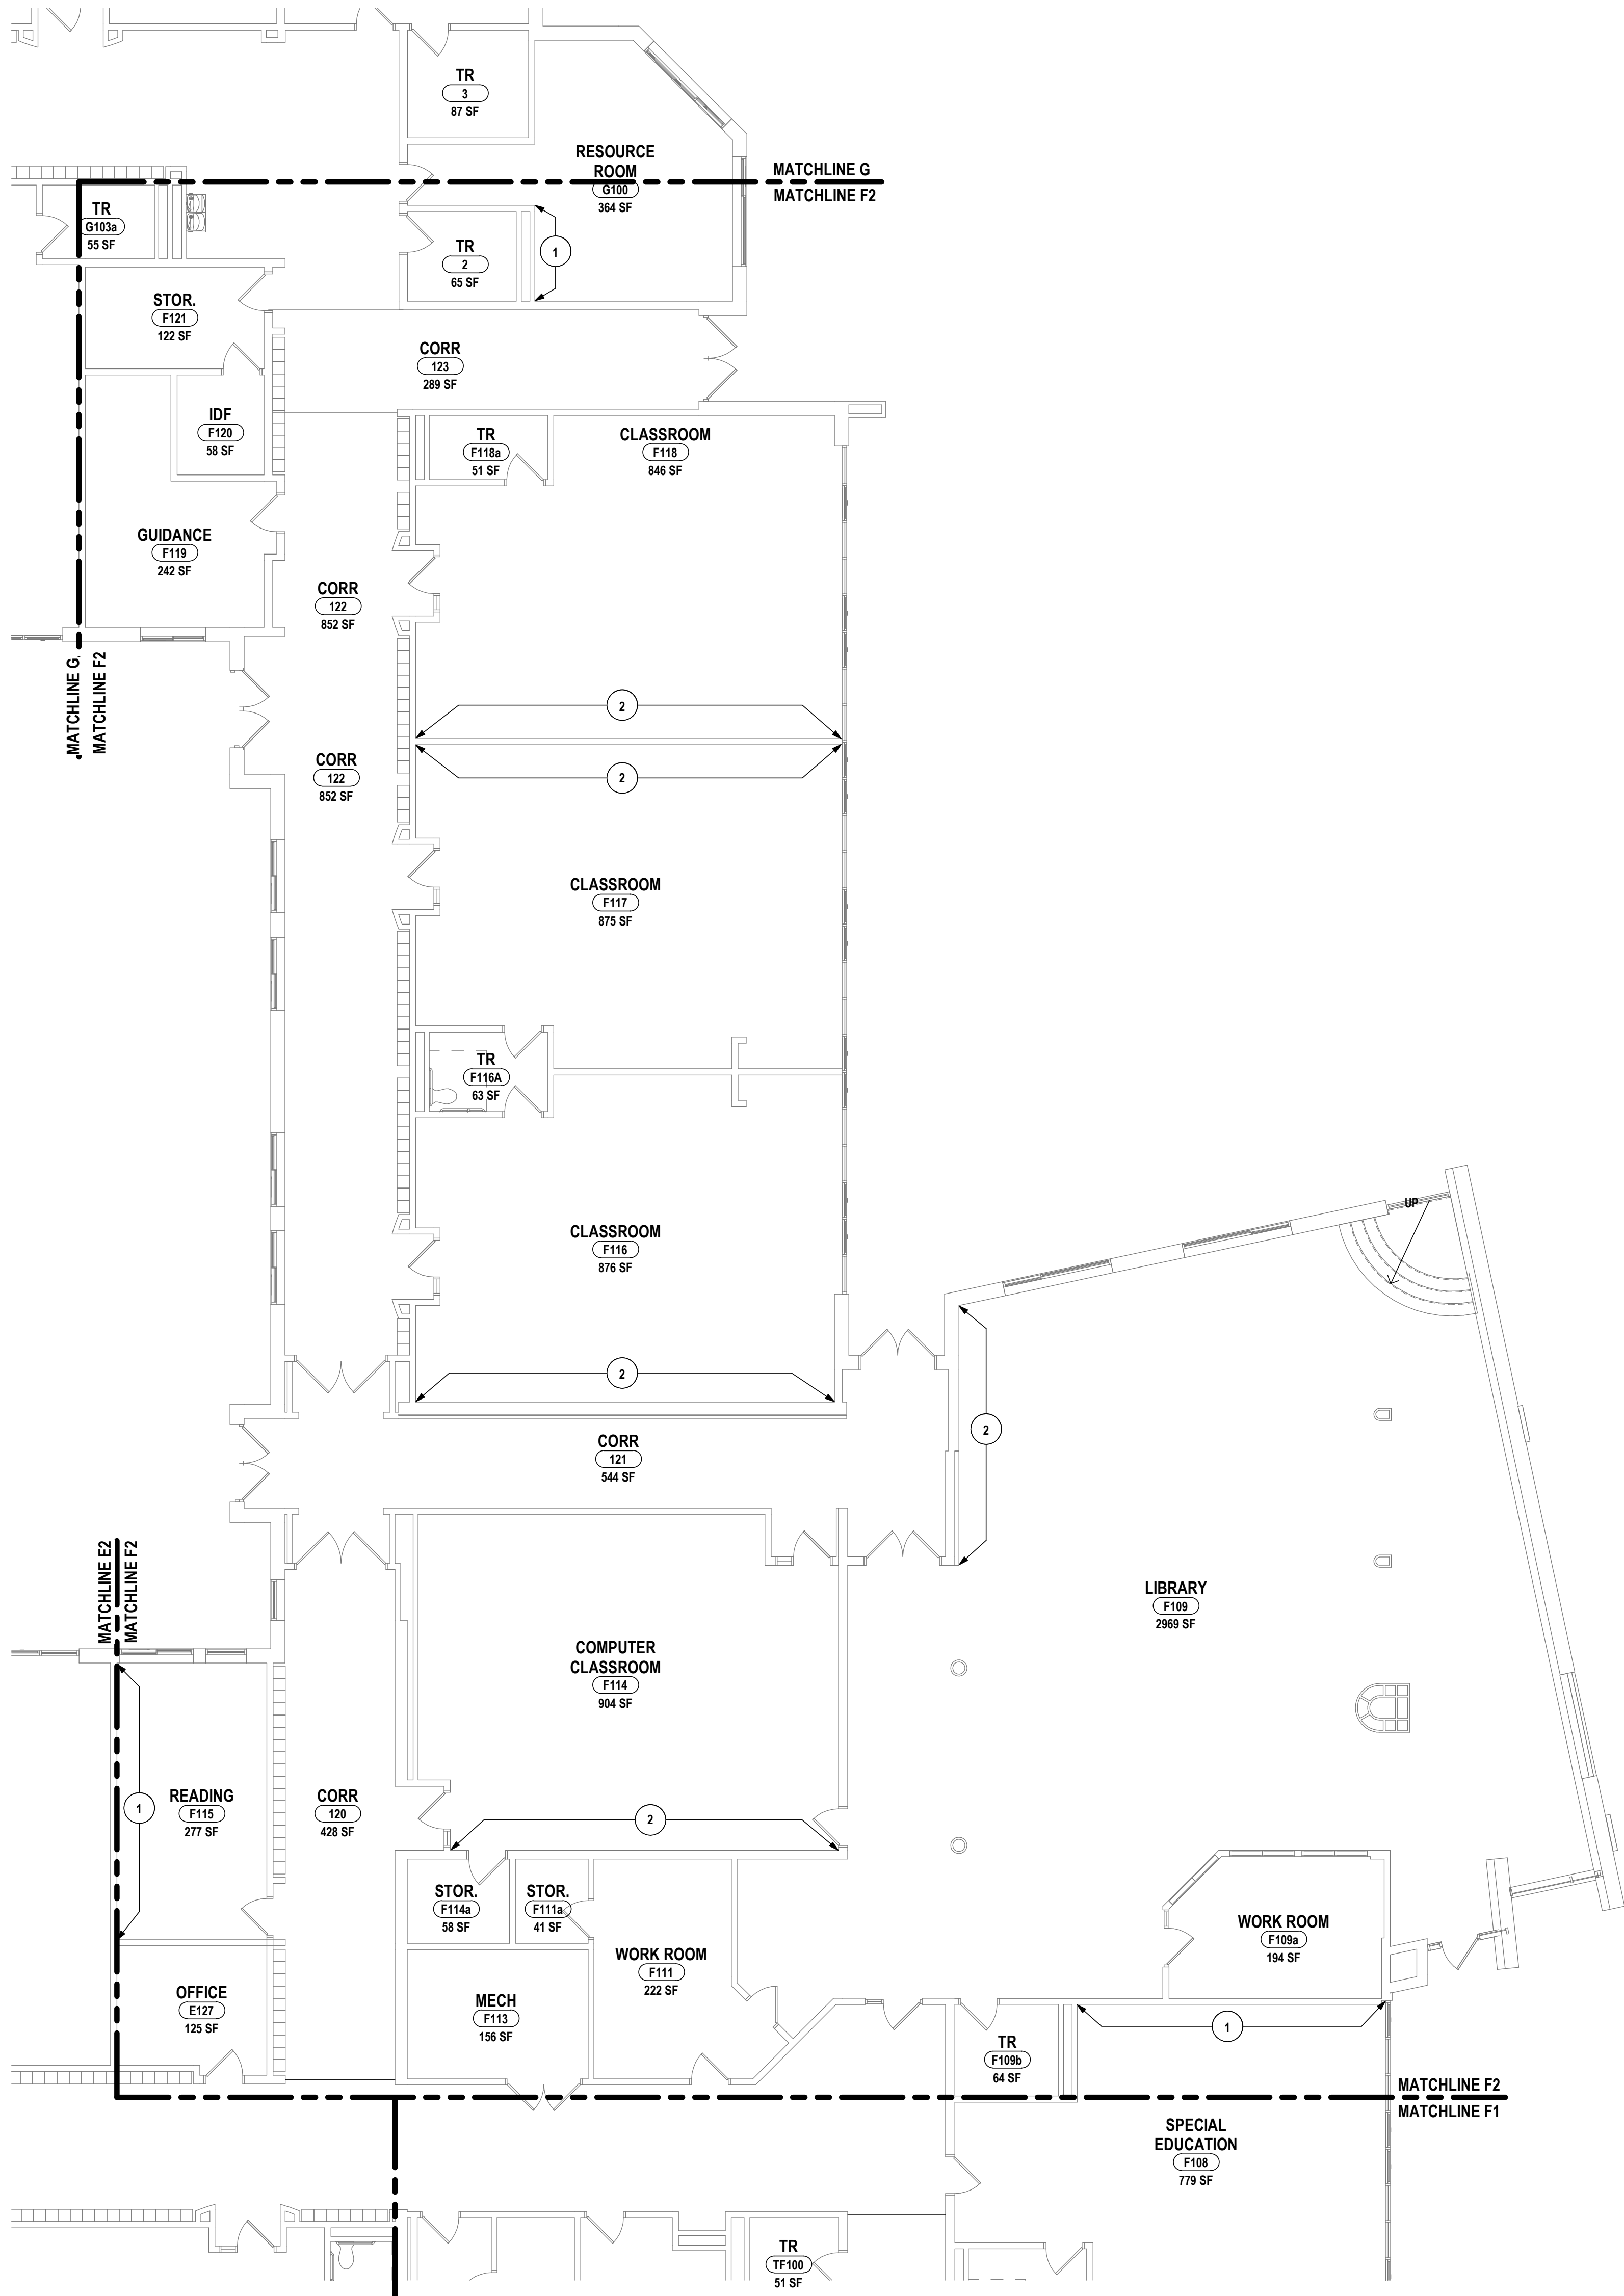 TR
3
87 SF
RESOURCE
ROOM
G100
364 SF
MATCHLINE G
MATCHLINE F2
TR
G103a
55 SF
TR
2
65 SF
1
STOR.
F121
122 SF
CORR
123
289 SF
IDF
F120
58 SF
TR
F118a
51 SF
CLASSROOM
F118
846 SF
GUIDANCE
F119
242 SF
CORR
122
852 SF
MATCHLINE G,
MATCHLINE F2
2
2
CORR
122
852 SF
CLASSROOM
F117
875 SF
TR
F116A
63 SF
CLASSROOM
F116
876 SF
UP
2
2
CORR
121
544 SF
MATCHLINE E2
MATCHLINE F2
LIBRARY
F109
2969 SF
COMPUTER
CLASSROOM
F114
904 SF
1
READING
F115
277 SF
CORR
120
428 SF
2
STOR.
F114a
58 SF
STOR.
F111a
41 SF
WORK ROOM
F109a
194 SF
WORK ROOM
F111
222 SF
OFFICE
E127
125 SF
MECH
F113
156 SF
1
TR
F109b
64 SF
MATCHLINE F2
MATCHLINE F1
SPECIAL
EDUCATION
F108
779 SF
TR
TF100
51 SF